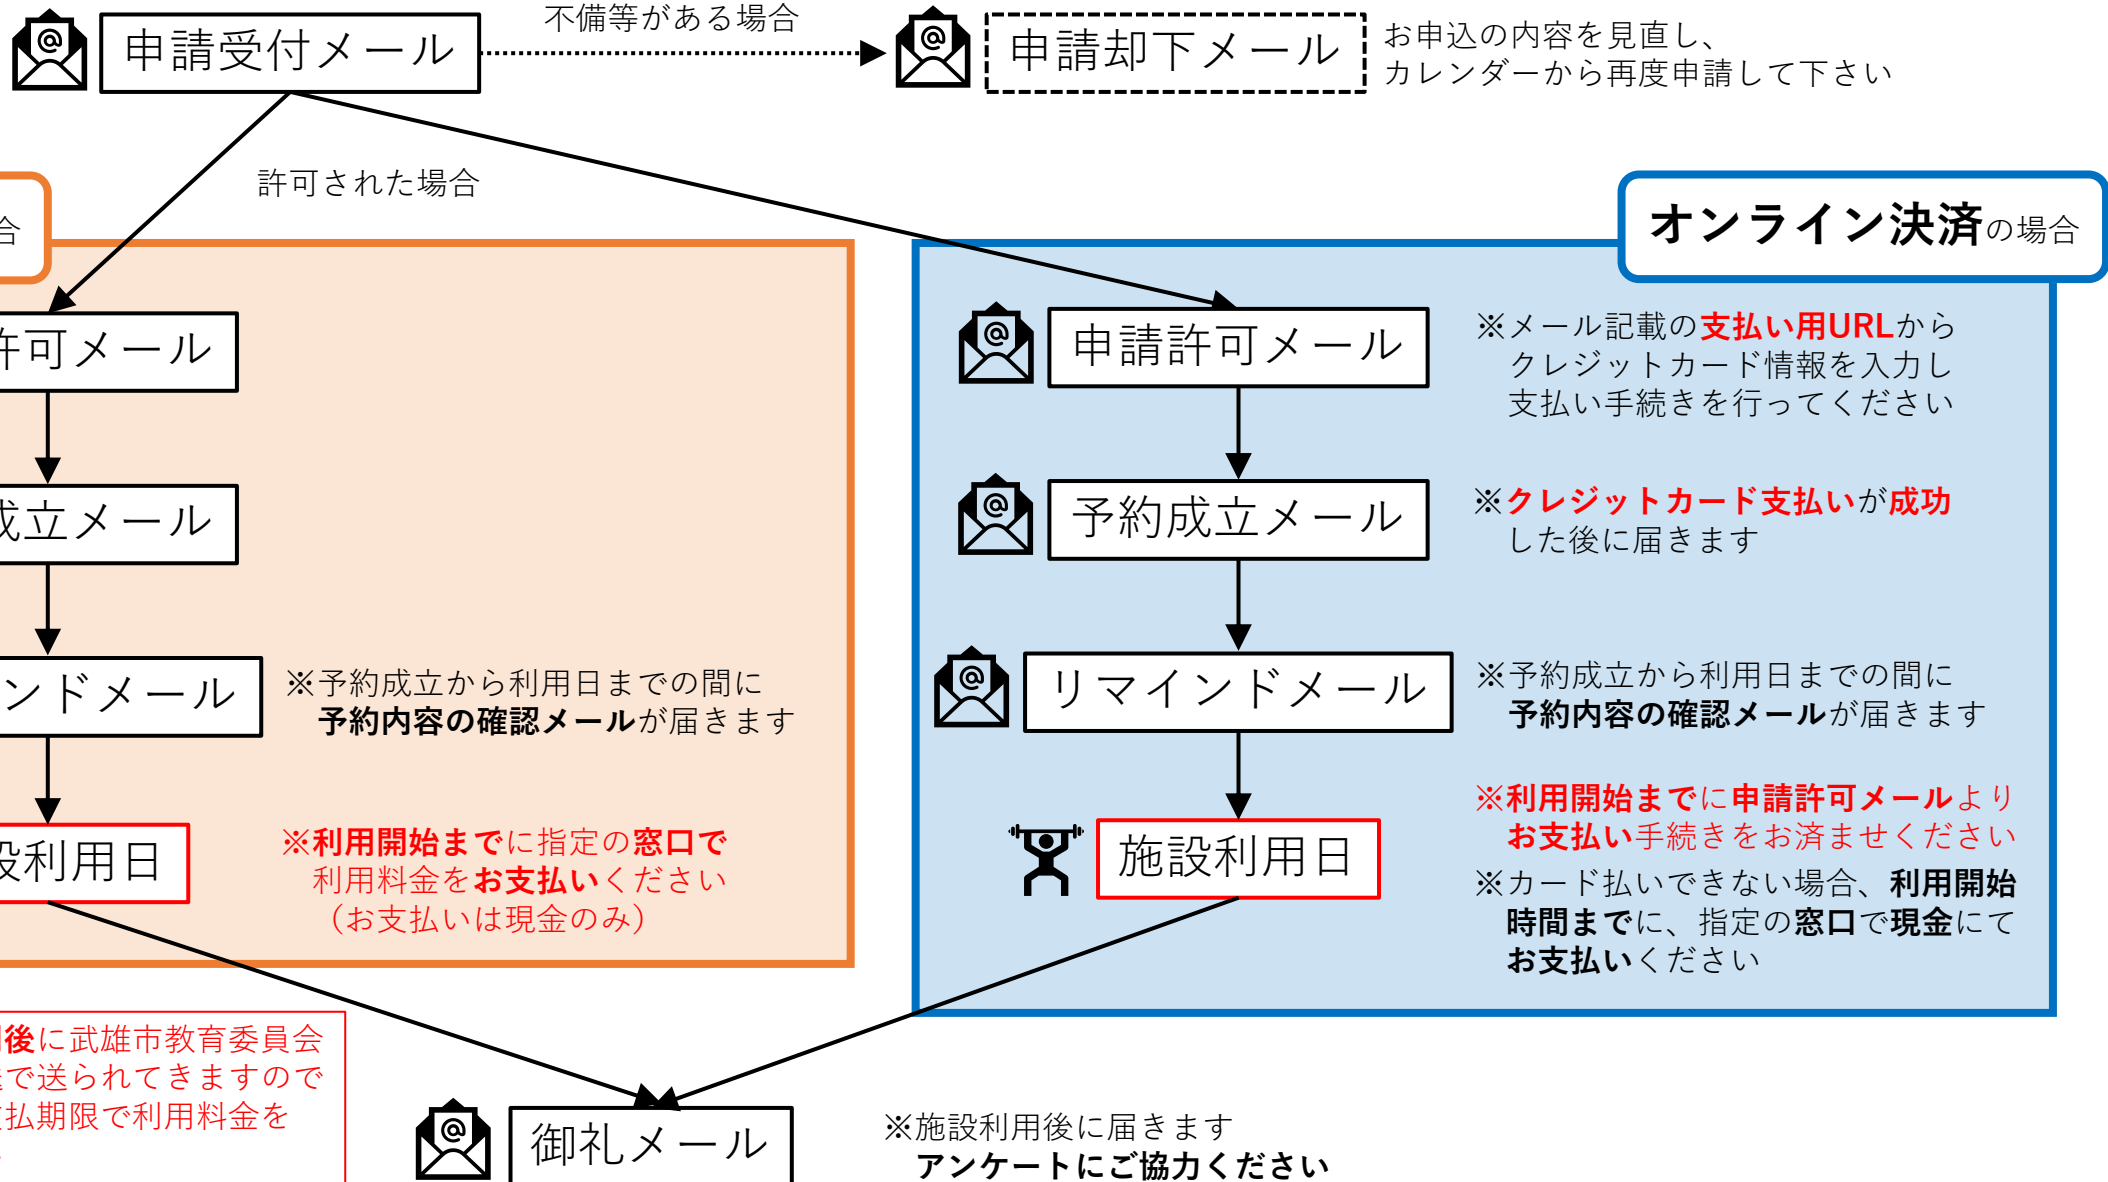 不備等がある場合
申請受付メール
申請却下メール
お申込の内容を見直し、
カレンダーから再度申請して下さい
許可された場合
合
許可メール
成立メール
ンドメール
※予約成立から利用日までの間に
予約内容の確認メールが届きます
設利用日
※利用開始までに指定の窓口で
利用料金をお支払いください
（お支払いは現金のみ）
オンライン決済の場合
申請許可メール
※メール記載の支払い用URLから
クレジットカード情報を入力し
支払い手続きを行ってください
予約成立メール
※クレジットカード支払いが成功
した後に届きます
リマインドメール
※予約成立から利用日までの間に
予約内容の確認メールが届きます
施設利用日
※利用開始までに申請許可メールより
お支払い手続きをお済ませください
※カード払いできない場合、利用開始
時間までに、指定の窓口で現金にて
お支払いください
後に武雄市教育委員会
で送られてきますので
払期限で利用料金を
御礼メール
※施設利用後に届きます
アンケートにご協力ください